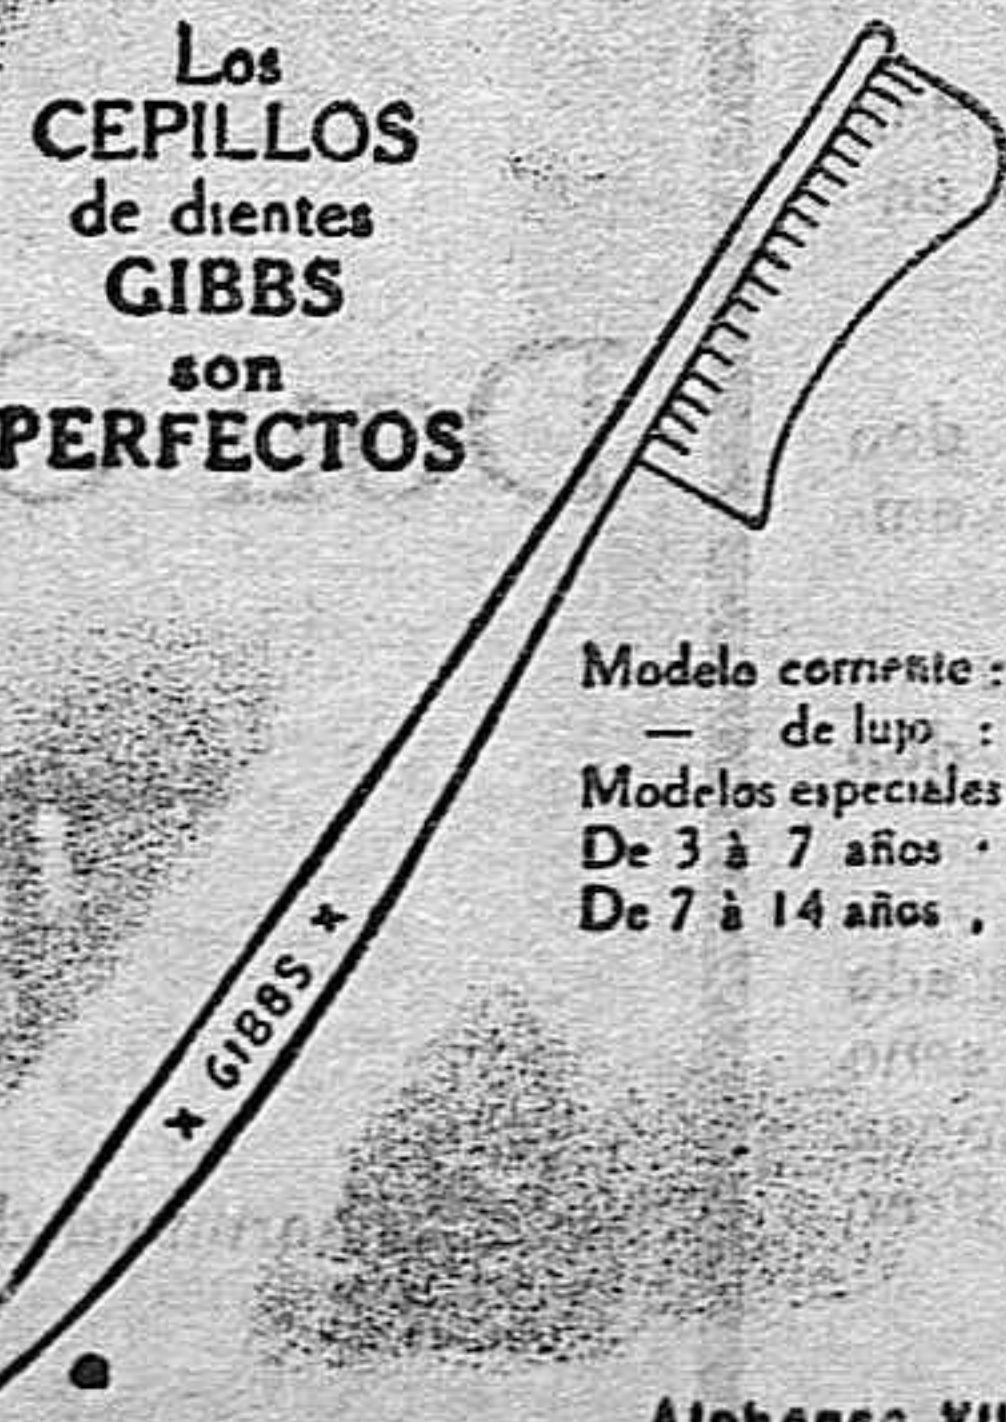 Los
CEPILLOS
de dientes
GIBBS
son
PERFECTOS
Modelo corriente :
— de lujo :
Modelos especiales
De 3 à 7 años
De 7 à 14 años
× GIBBS ×